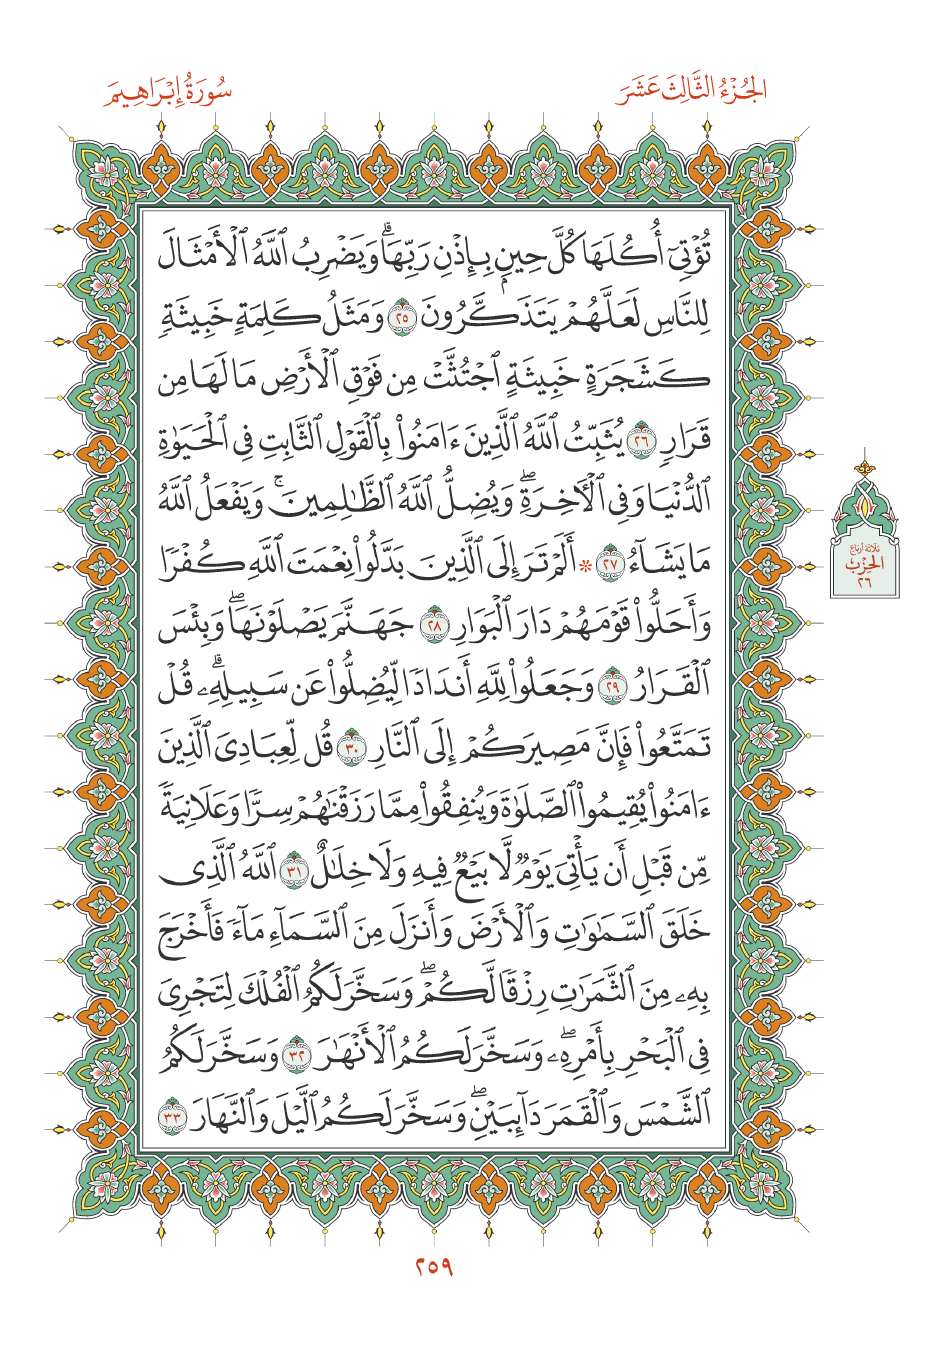 الجُزْءُ الثَّالِثَ عَشَرَ
سُورَةُ إِبْرَاهِيمَ
تُؤْتِيٓ أُكُلَهَا كُلَّ حِينِۭ بِإِذْنِ رَبِّهَاۗ وَيَضْرِبُ ٱللَّهُ ٱلْأَمْثَالَ
لِلنَّاسِ لَعَلَّهُمْ يَتَذَكَّرُونَ ٢٥ وَمَثَلُ كَلِمَةٍ خَبِيثَةٖ
كَشَجَرَةٍ خَبِيثَةٍ ٱجْتُثَّتْ مِن فَوْقِ ٱلْأَرْضِ مَا لَهَا مِن
قَرَارٖ ٢٦ يُثَبِّتُ ٱللَّهُ ٱلَّذِينَ ءَامَنُواْ بِٱلْقَوْلِ ٱلثَّابِتِ فِي ٱلْحَيَوٰةِ
ٱلدُّنْيَا وَفِي ٱلْأٓخِرَةِۖ وَيُضِلُّ ٱللَّهُ ٱلظَّٰلِمِينَۚ وَيَفْعَلُ ٱللَّهُ
مَا يَشَآءُ ٢٧ ۞ أَلَمْ تَرَ إِلَى ٱلَّذِينَ بَدَّلُواْ نِعْمَتَ ٱللَّهِ كُفْرٗا
وَأَحَلُّواْ قَوْمَهُمْ دَارَ ٱلْبَوَارِ ٢٨ جَهَنَّمَ يَصْلَوْنَهَاۖ وَبِئْسَ
ٱلْقَرَارُ ٢٩ وَجَعَلُواْ لِلَّهِ أَندَادٗا لِّيُضِلُّواْ عَن سَبِيلِهِۦۗ قُلْ
تَمَتَّعُواْ فَإِنَّ مَصِيرَكُمْ إِلَى ٱلنَّارِ ٣٠ قُل لِّعِبَادِيَ ٱلَّذِينَ
ءَامَنُواْ يُقِيمُواْ ٱلصَّلَوٰةَ وَيُنفِقُواْ مِمَّا رَزَقْنَٰهُمْ سِرّٗا وَعَلَانِيَةٗ
مِّن قَبْلِ أَن يَأْتِيَ يَوْمٞ لَّا بَيْعٞ فِيهِ وَلَا خِلَٰلٌ ٣١ ٱللَّهُ ٱلَّذِي
خَلَقَ ٱلسَّمَٰوَٰتِ وَٱلْأَرْضَ وَأَنزَلَ مِنَ ٱلسَّمَآءِ مَآءٗ فَأَخْرَجَ
بِهِۦ مِنَ ٱلثَّمَرَٰتِ رِزْقٗا لَّكُمْۖ وَسَخَّرَ لَكُمُ ٱلْفُلْكَ لِتَجْرِيَ
فِي ٱلْبَحْرِ بِأَمْرِهِۦۖ وَسَخَّرَ لَكُمُ ٱلْأَنْهَٰرَ ٣٢ وَسَخَّرَ لَكُمُ
ٱلشَّمْسَ وَٱلْقَمَرَ دَآئِبَيْنِۖ وَسَخَّرَ لَكُمُ ٱلَّيْلَ وَٱلنَّهَارَ ٣٣
ثلاثة أرباع
الحِزْبُ
٢٦
٢٥٩